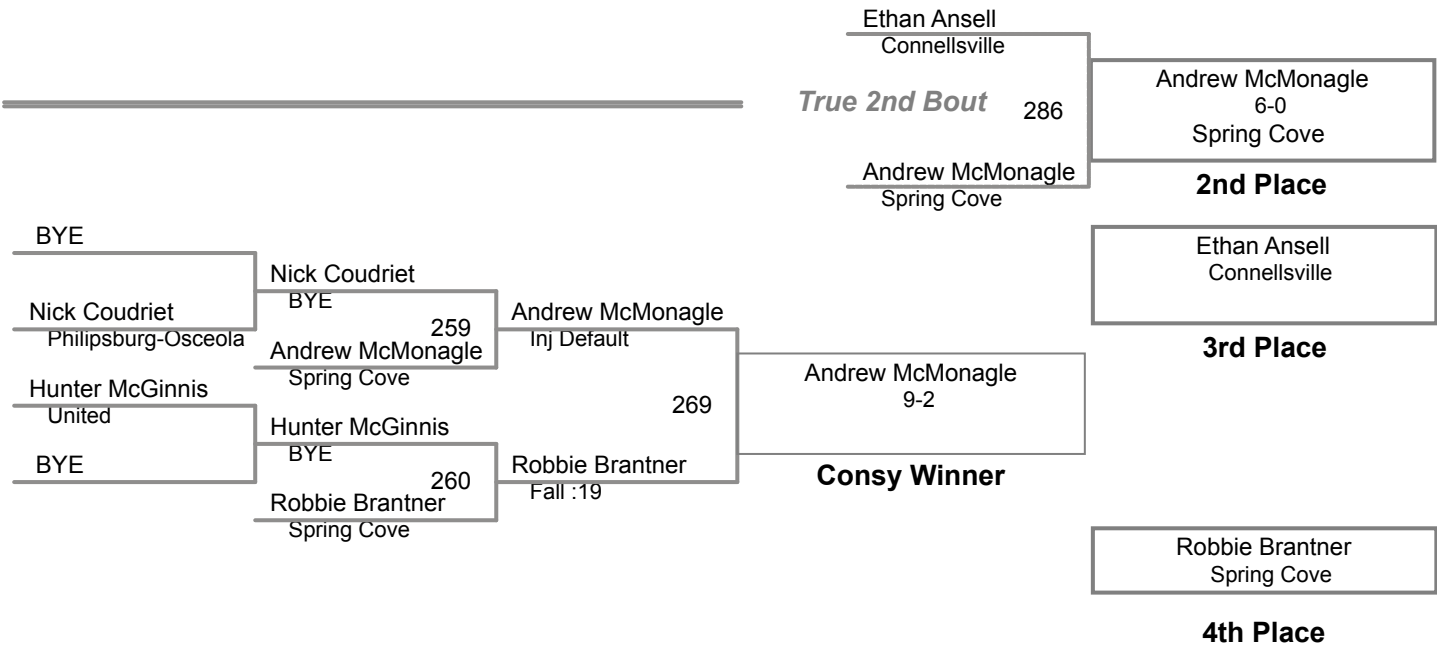 Ethan Ansell
Connellsville
True 2nd Bout
286
Andrew McMonagle
Spring Cove
Andrew McMonagle
6-0
Spring Cove
2nd Place
BYE
Nick Coudriet
Philipsburg-Osceola
Hunter McGinnis
United
BYE
Nick Coudriet
BYE
259
Andrew McMonagle
Spring Cove
Hunter McGinnis
BYE
260
Robbie Brantner
Spring Cove
Andrew McMonagle
Inj Default
269
Robbie Brantner
Fall :19
Andrew McMonagle
9-2
Consy Winner
Ethan Ansell
Connellsville
3rd Place
Robbie Brantner
Spring Cove
4th Place